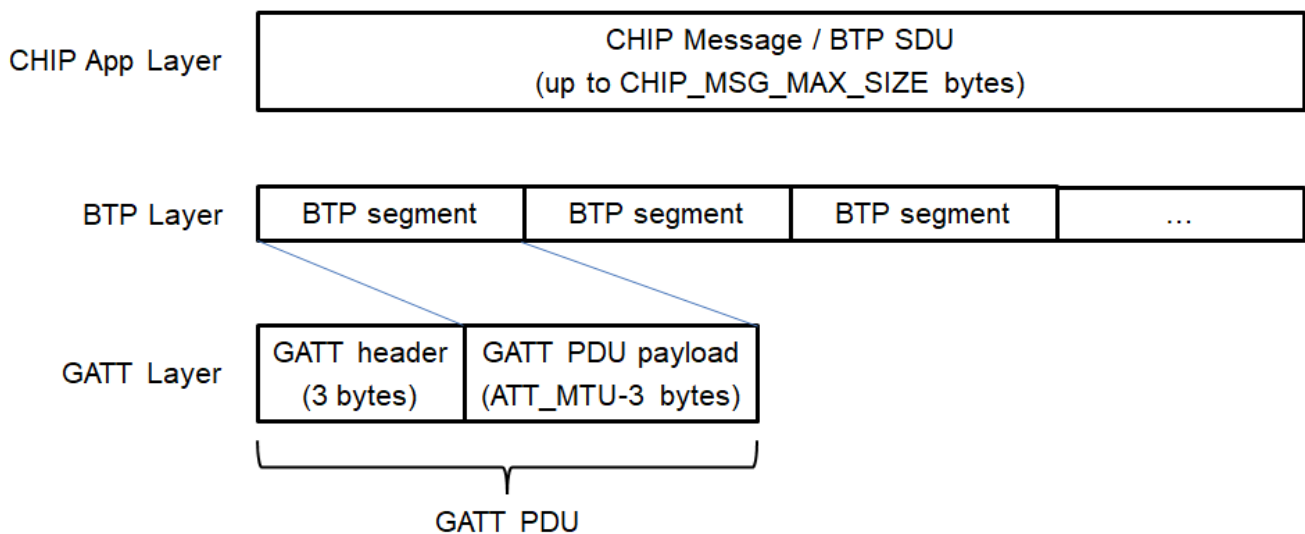 CHIP App Layer
CHIP Message / BTP SDU
(up to CHIP_MSG_MAX_SIZE bytes)
BTP Layer
BTP segment
BTP segment
BTP segment
...
GATT Layer
GATT header
(3 bytes)
GATT PDU payload
(ATT_MTU-3 bytes)
GATT PDU